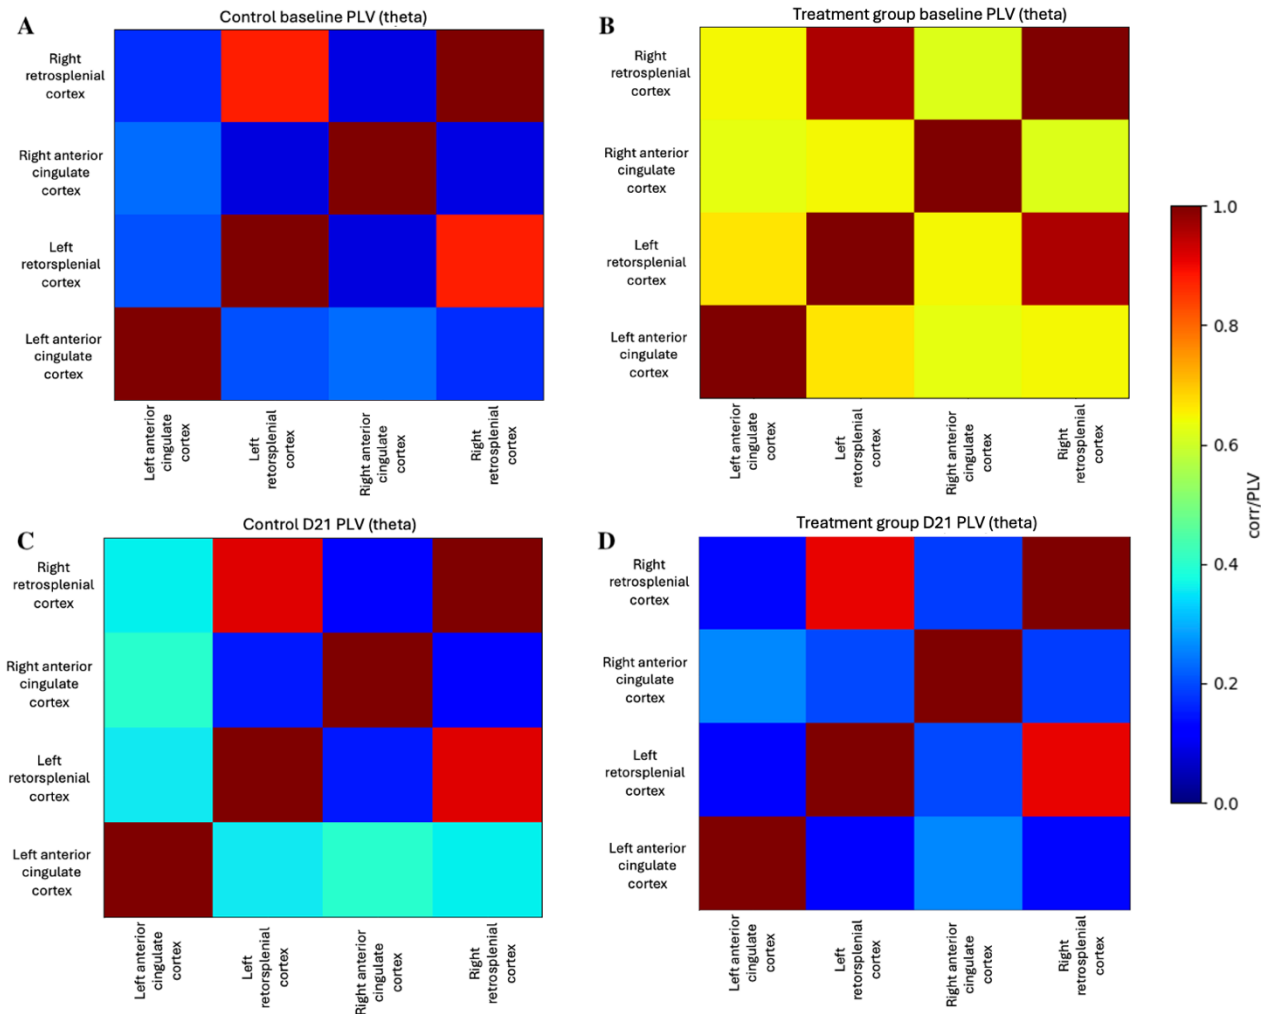 A
Control baseline PLV (theta)
Right
retrosplenial
cortex
Right anterior
cingulate
cortex
Left
retorsplenial
cortex
Left anterior
cingulate
cortex
Left anterior
cingulate
cortex
Left
retorsplenial
cortex
Right anterior
cingulate
cortex
Right
retrosplenial
cortex
B
Treatment group baseline PLV (theta)
Right
retrosplenial
cortex
Right anterior
cingulate
cortex
Left
retorsplenial
cortex
Left anterior
cingulate
cortex
Left anterior
cingulate
cortex
Left
retorsplenial
cortex
Right anterior
cingulate
cortex
Right
retrosplenial
cortex
C
Control D21 PLV (theta)
Right
retrosplenial
cortex
Right anterior
cingulate
cortex
Left
retorsplenial
cortex
Left anterior
cingulate
cortex
Left anterior
cingulate
cortex
Left
retorsplenial
cortex
Right anterior
cingulate
cortex
Right
retrosplenial
cortex
D
Treatment group D21 PLV (theta)
Right
retrosplenial
cortex
Right anterior
cingulate
cortex
Left
retorsplenial
cortex
Left anterior
cingulate
cortex
Left anterior
cingulate
cortex
Left
retorsplenial
cortex
Right anterior
cingulate
cortex
Right
retrosplenial
cortex
1.0
0.8
0.6
0.4
0.2
0.0
corr/PLV